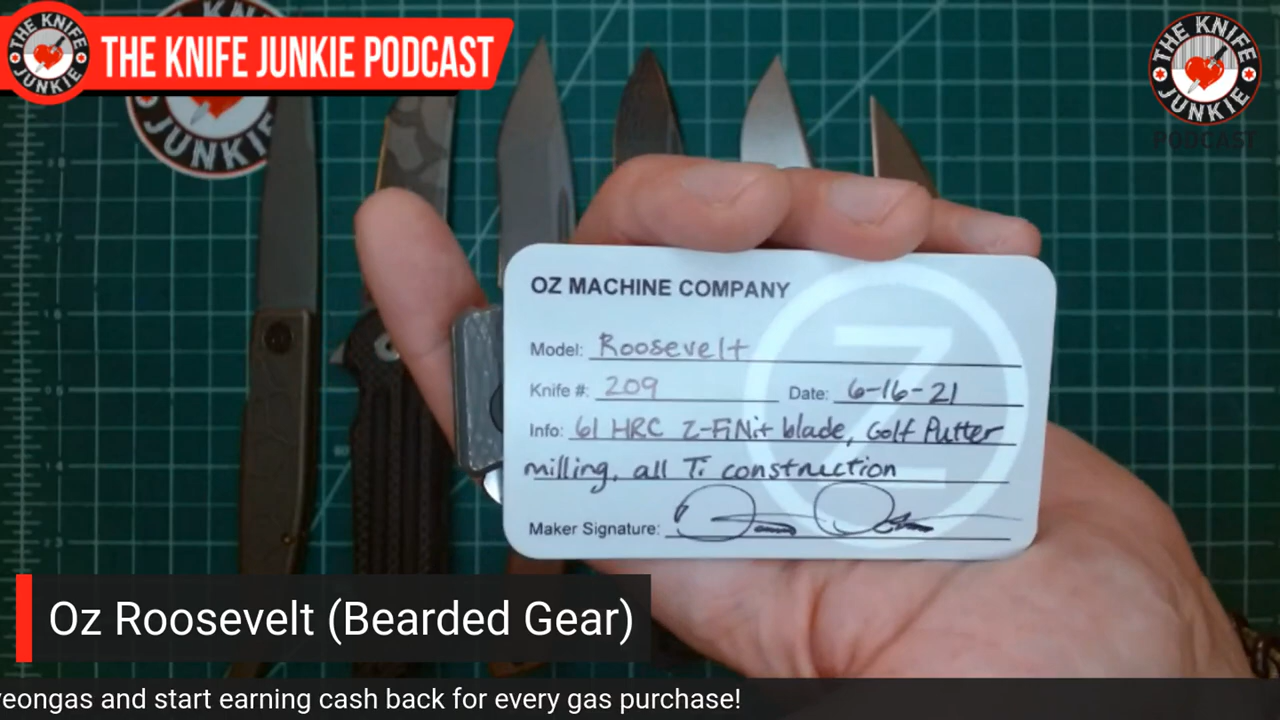 THE KNIFE JUNKIE
THE KNIFE JUNKIE PODCAST
THE KNIFE JUNKIE
PODCAST
JUNKIE
OZ MACHINE COMPANY
Model: Roosevelt
Knife #: 209 Date: 6-16-21
Info: 61 HRC Z-FiNit blade, Golf Putter
milling, all Ti construction
Maker Signature:
Oz Roosevelt (Bearded Gear)
yeongas and start earning cash back for every gas purchase!